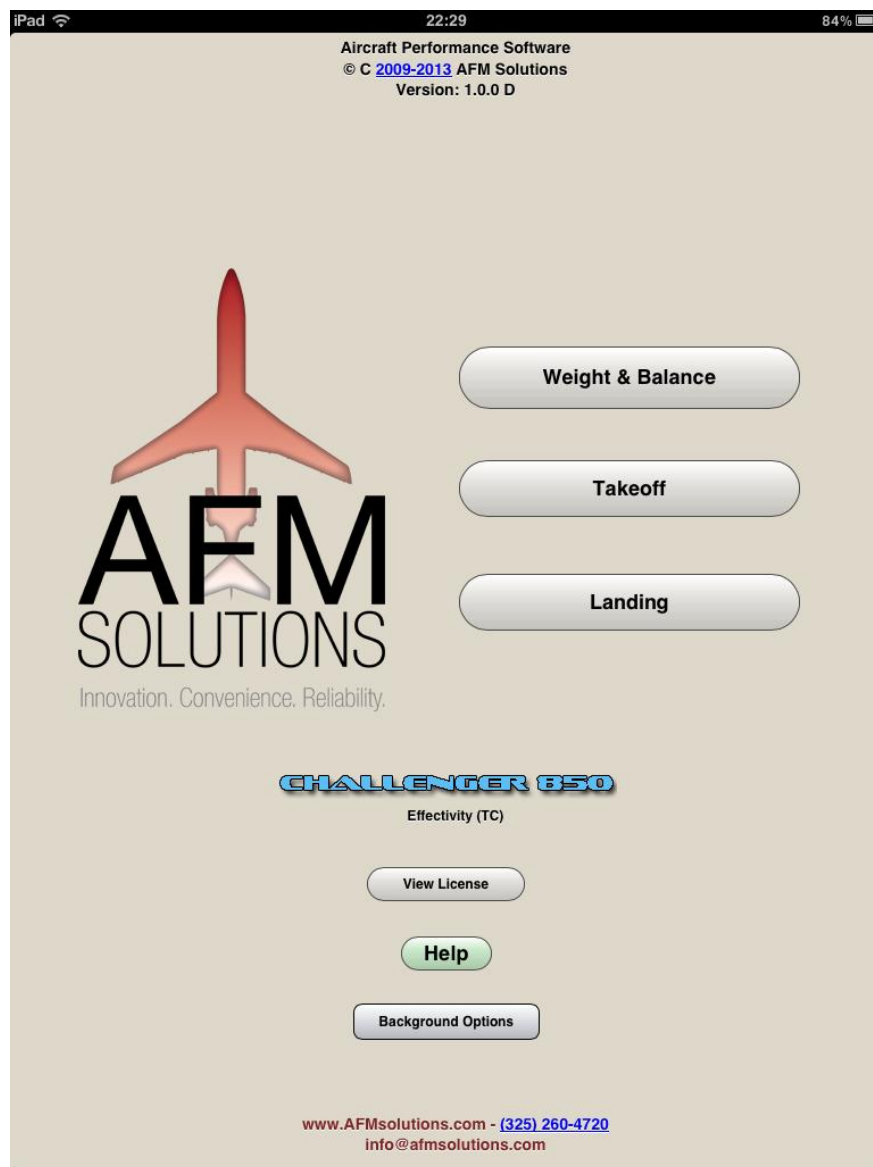 iPad 22:29 84%
Aircraft Performance Software
© C 2009-2013 AFM Solutions
Version: 1.0.0 D
Weight & Balance
Takeoff
Landing
AFM
SOLUTIONS
Innovation. Convenience. Reliability.
CHALLENGER 850
Effectivity (TC)
View License
Help
Background Options
www.AFMsolutions.com - (325) 260-4720
info@afmsolutions.com